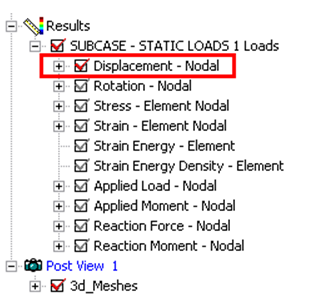 Results
SUBCASE - STATIC LOADS 1 Loads
Displacement - Nodal
Rotation - Nodal
Stress - Element Nodal
Strain - Element Nodal
Strain Energy - Element
Strain Energy Density - Element
Applied Load - Nodal
Applied Moment - Nodal
Reaction Force - Nodal
Reaction Moment - Nodal
Post View 1
3d_Meshes